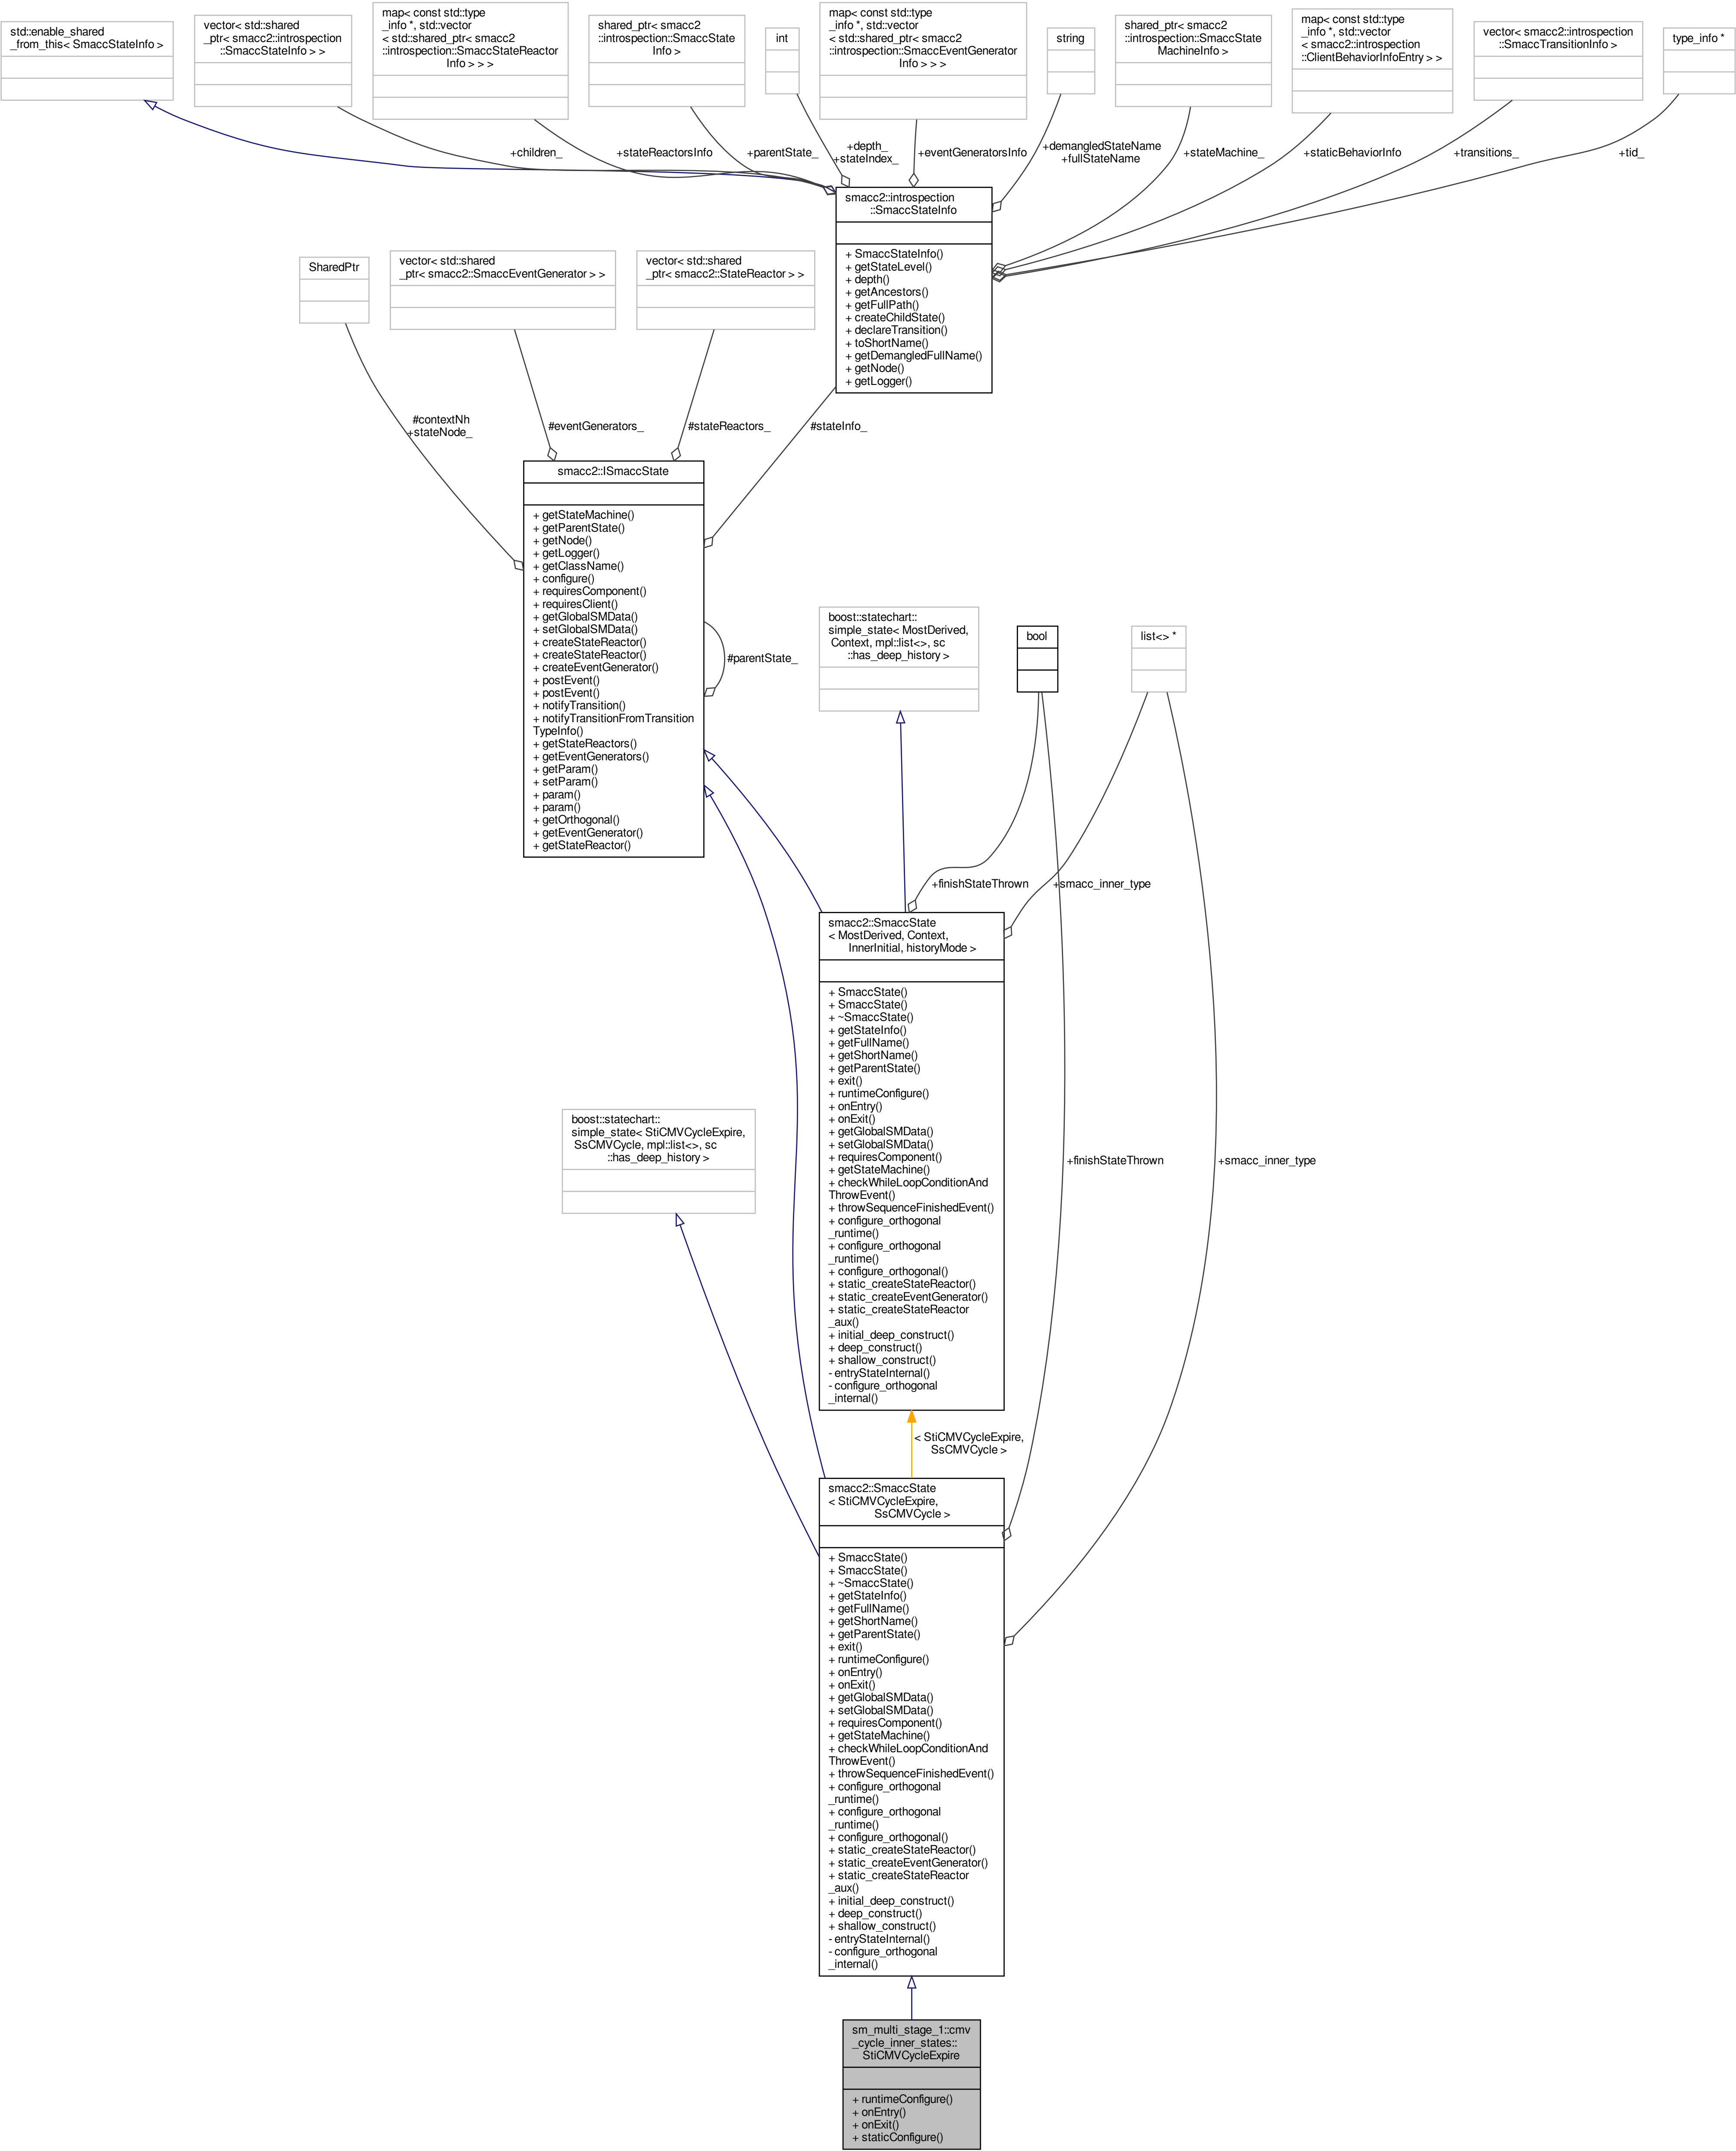 std::enable_shared
_from_this< SmaccStateInfo >
vector< std::shared
_ptr< smacc2::introspection
::SmaccStateInfo > >
map< const std::type
_info *, std::vector
< std::shared_ptr< smacc2
::introspection::SmaccStateReactor
Info > > >
shared_ptr< smacc2
::introspection::SmaccState
Info >
int
map< const std::type
_info *, std::vector
< std::shared_ptr< smacc2
::introspection::SmaccEventGenerator
Info > > >
string
shared_ptr< smacc2
::introspection::SmaccState
MachineInfo >
map< const std::type
_info *, std::vector
< smacc2::introspection
::ClientBehaviorInfoEntry > >
vector< smacc2::introspection
::SmaccTransitionInfo >
type_info *
+children_
+stateReactorsInfo
+parentState_
+depth_
+stateIndex_
+eventGeneratorsInfo
+demangledStateName
+fullStateName
+stateMachine_
+staticBehaviorInfo
+transitions_
+tid_
smacc2::introspection
::SmaccStateInfo
+ SmaccStateInfo()
+ getStateLevel()
+ depth()
+ getAncestors()
+ getFullPath()
+ createChildState()
+ declareTransition()
+ toShortName()
+ getDemangledFullName()
+ getNode()
+ getLogger()
SharedPtr
vector< std::shared
_ptr< smacc2::SmaccEventGenerator > >
vector< std::shared
_ptr< smacc2::StateReactor > >
#contextNh
+stateNode_
#eventGenerators_
#stateReactors_
#stateInfo_
smacc2::ISmaccState
+ getStateMachine()
+ getParentState()
+ getNode()
+ getLogger()
+ getClassName()
+ configure()
+ requiresComponent()
+ requiresClient()
+ getGlobalSMData()
+ setGlobalSMData()
+ createStateReactor()
+ createStateReactor()
+ createEventGenerator()
+ postEvent()
+ postEvent()
+ notifyTransition()
+ notifyTransitionFromTransition
TypeInfo()
+ getStateReactors()
+ getEventGenerators()
+ getParam()
+ setParam()
+ param()
+ param()
+ getOrthogonal()
+ getEventGenerator()
+ getStateReactor()
#parentState_
boost::statechart::
simple_state< MostDerived,
Context, mpl::list<>, sc
::has_deep_history >
bool
list<> *
+finishStateThrown
+smacc_inner_type
smacc2::SmaccState
< MostDerived, Context,
InnerInitial, historyMode >
+ SmaccState()
+ SmaccState()
+ ~SmaccState()
+ getStateInfo()
+ getFullName()
+ getShortName()
+ getParentState()
+ exit()
+ runtimeConfigure()
+ onEntry()
+ onExit()
+ getGlobalSMData()
+ setGlobalSMData()
+ requiresComponent()
+ getStateMachine()
+ checkWhileLoopConditionAnd
ThrowEvent()
+ throwSequenceFinishedEvent()
+ configure_orthogonal
_runtime()
+ configure_orthogonal
_runtime()
+ configure_orthogonal()
+ static_createStateReactor()
+ static_createEventGenerator()
+ static_createStateReactor
_aux()
+ initial_deep_construct()
+ deep_construct()
+ shallow_construct()
- entryStateInternal()
- configure_orthogonal
_internal()
boost::statechart::
simple_state< StiCMVCycleExpire,
SsCMVCycle, mpl::list<>, sc
::has_deep_history >
+finishStateThrown
+smacc_inner_type
< StiCMVCycleExpire,
SsCMVCycle >
smacc2::SmaccState
< StiCMVCycleExpire,
SsCMVCycle >
+ SmaccState()
+ SmaccState()
+ ~SmaccState()
+ getStateInfo()
+ getFullName()
+ getShortName()
+ getParentState()
+ exit()
+ runtimeConfigure()
+ onEntry()
+ onExit()
+ getGlobalSMData()
+ setGlobalSMData()
+ requiresComponent()
+ getStateMachine()
+ checkWhileLoopConditionAnd
ThrowEvent()
+ throwSequenceFinishedEvent()
+ configure_orthogonal
_runtime()
+ configure_orthogonal
_runtime()
+ configure_orthogonal()
+ static_createStateReactor()
+ static_createEventGenerator()
+ static_createStateReactor
_aux()
+ initial_deep_construct()
+ deep_construct()
+ shallow_construct()
- entryStateInternal()
- configure_orthogonal
_internal()
sm_multi_stage_1::cmv
_cycle_inner_states::
StiCMVCycleExpire
+ runtimeConfigure()
+ onEntry()
+ onExit()
+ staticConfigure()